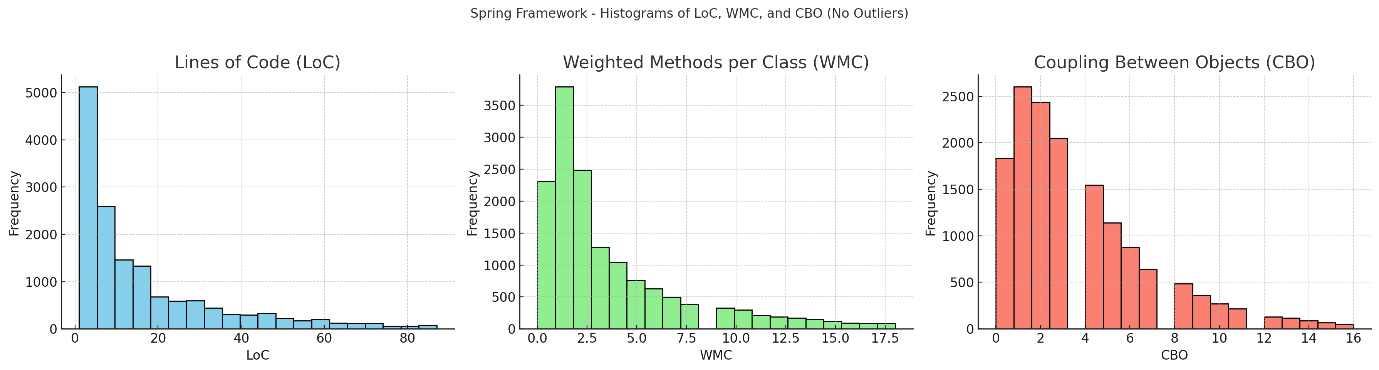 Spring Framework - Histograms of LoC, WMC, and CBO (No Outliers)
Lines of Code (LoC)
5000
4000
3000
2000
1000
0
Frequency
0 20 40 60 80
LoC
Weighted Methods per Class (WMC)
3500
3000
2500
2000
1500
1000
500
0
Frequency
0.0 2.5 5.0 7.5 10.0 12.5 15.0 17.5
WMC
Coupling Between Objects (CBO)
2500
2000
1500
1000
500
0
Frequency
0 2 4 6 8 10 12 14 16
CBO